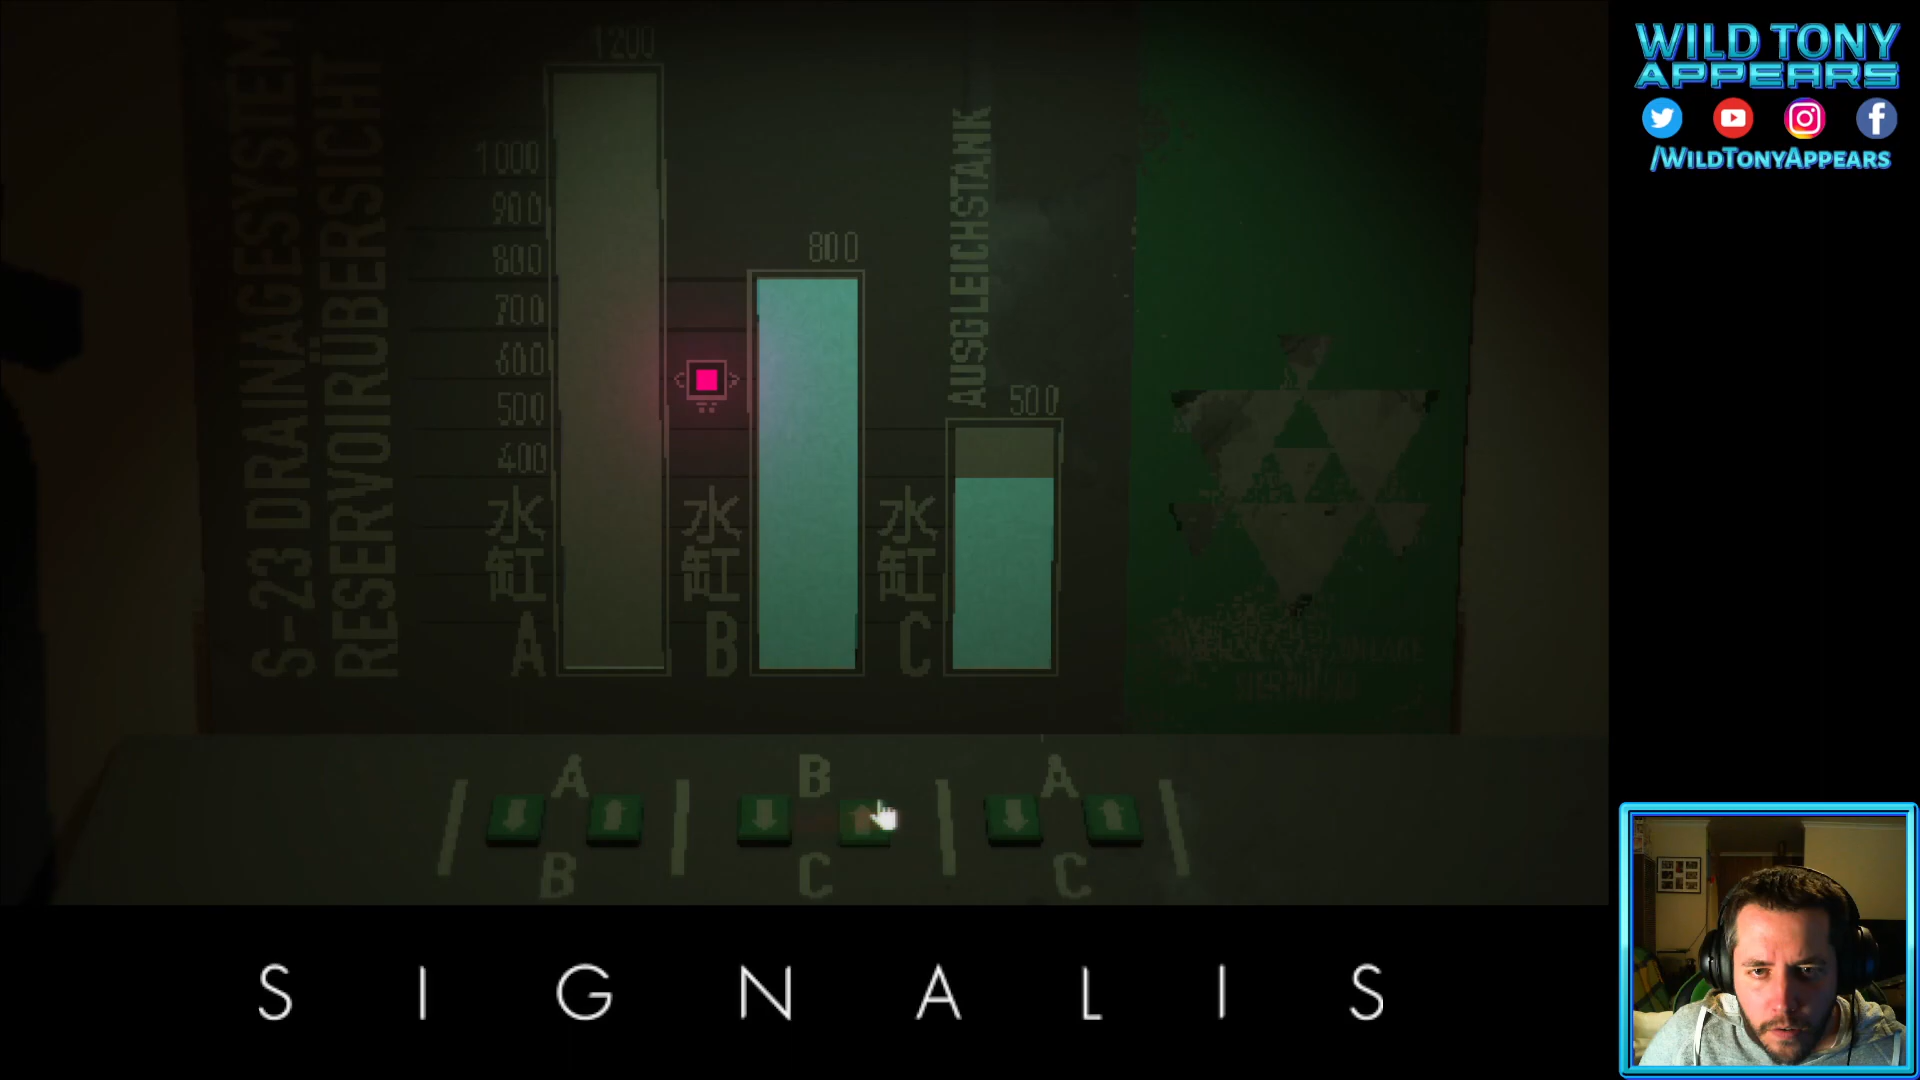 S-23 DRAINAGESYSTEM
RESERVOIRÜBERSICHT
1200
1000
900
800
700
600
500
400
水缸 A
800
水缸 B
AUSGLEICHSTANK
500
水缸 C
A
B
B
C
A
C
SIGNALIS
WILD TONY
APPEARS
/WILDTONYAPPEARS